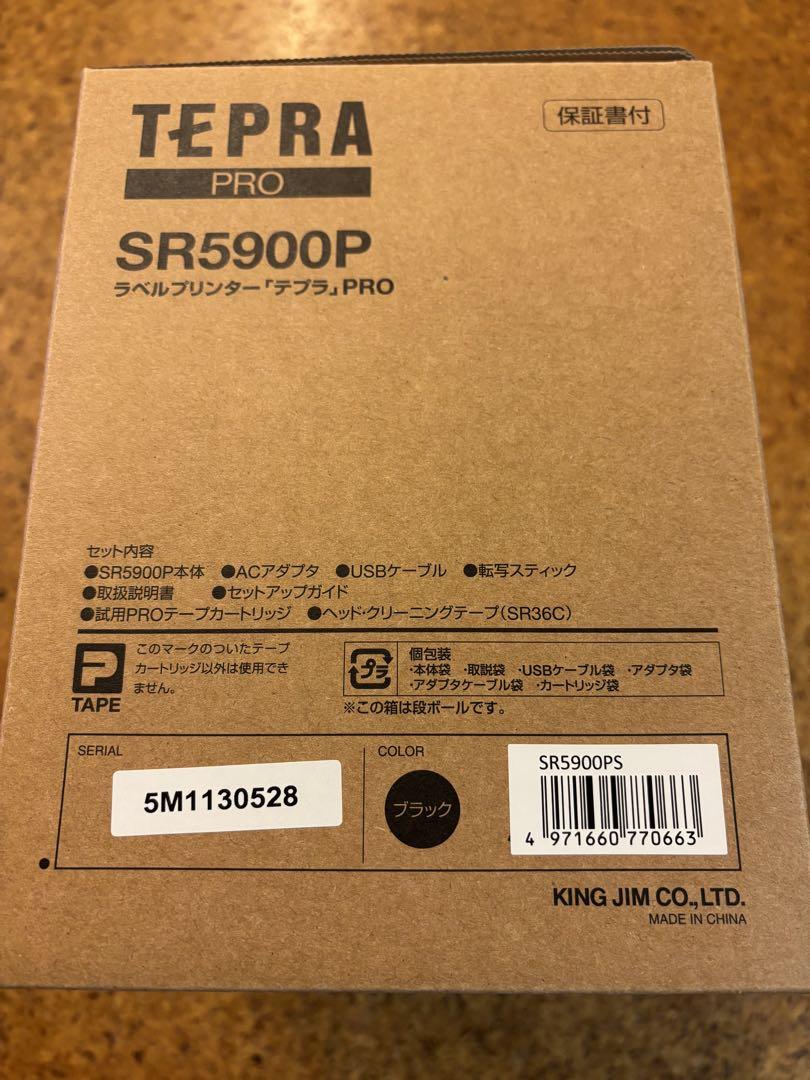 TEPRA
PRO
保証書付
SR5900P
ラベルプリンター「テプラ」PRO
セット内容
●SR5900P本体 ●ACアダプタ ●USBケーブル ●転写スティック
●取扱説明書 ●セットアップガイド
●試用PROテープカートリッジ ●ヘッド・クリーニングテープ(SR36C)
P
TAPE
このマークのついたテープ
カートリッジ以外は使用でき
ません。
プラ
個包装
・本体袋 ・取説袋 ・USBケーブル袋 ・アダプタ袋
・アダプタケーブル袋 ・カートリッジ袋
※この箱は段ボールです。
SERIAL
5M1130528
COLOR
ブラック
SR5900PS
4 971660 770663
KING JIM CO.,LTD.
MADE IN CHINA